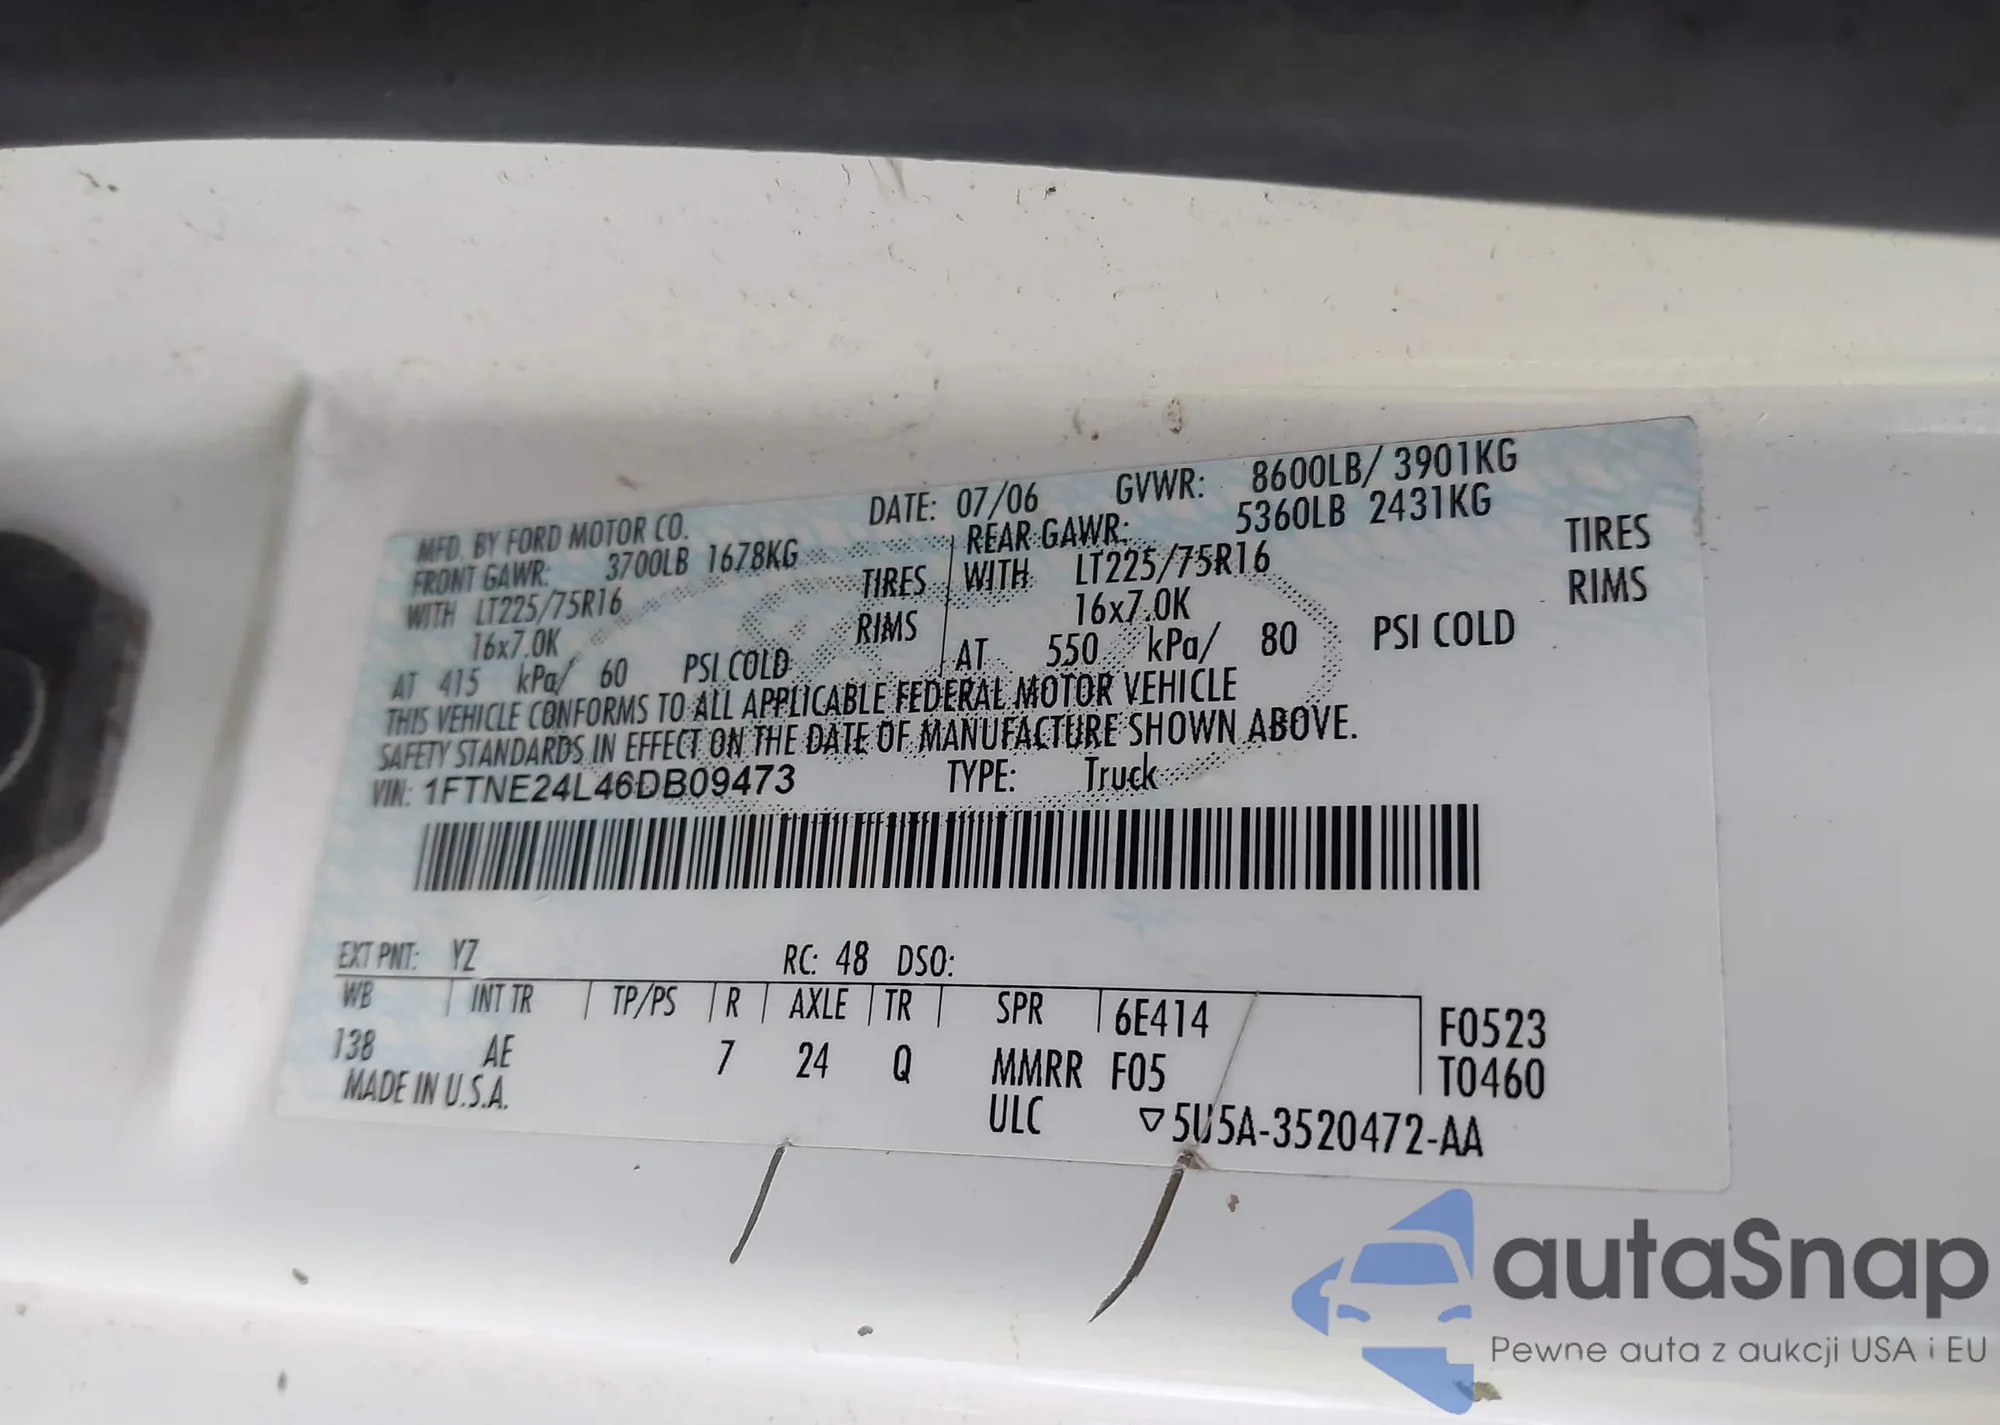 MFD. BY FORD MOTOR CO. DATE: 07/06 GVWR: 8600LB/ 3901KG
FRONT GAWR: 3700LB 1678KG REAR GAWR: 5360LB 2431KG
WITH LT225/75R16 TIRES WITH LT225/75R16 TIRES
16x7.0K RIMS 16x7.0K RIMS
AT 415 kPa/ 60 PSI COLD AT 550 kPa/ 80 PSI COLD
THIS VEHICLE CONFORMS TO ALL APPLICABLE FEDERAL MOTOR VEHICLE
SAFETY STANDARDS IN EFFECT ON THE DATE OF MANUFACTURE SHOWN ABOVE.
VIN: 1FTNE24L46DB09473 TYPE: Truck
EXT PNT: YZ RC: 48 DSO:
WB INT TR TP/PS R AXLE TR SPR 6E414 F0523
138 AE 7 24 Q MMRR F05 T0460
MADE IN U.S.A. ULC ▽5U5A-3520472-AA
autaSnap
Pewne auta z aukcji USA i EU